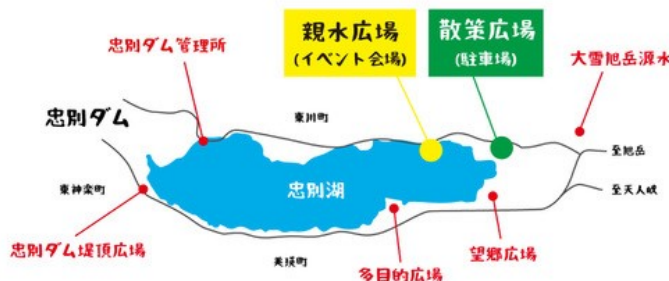 親水広場
(イベント会場)
散策広場
(駐車場)
忠別ダム管理所
大雪旭岳源水
忠別ダム
東川町
至旭岳
東神楽町
忠別湖
至天人峡
忠別ダム堤頂広場
美瑛町
多目的広場
望郷広場